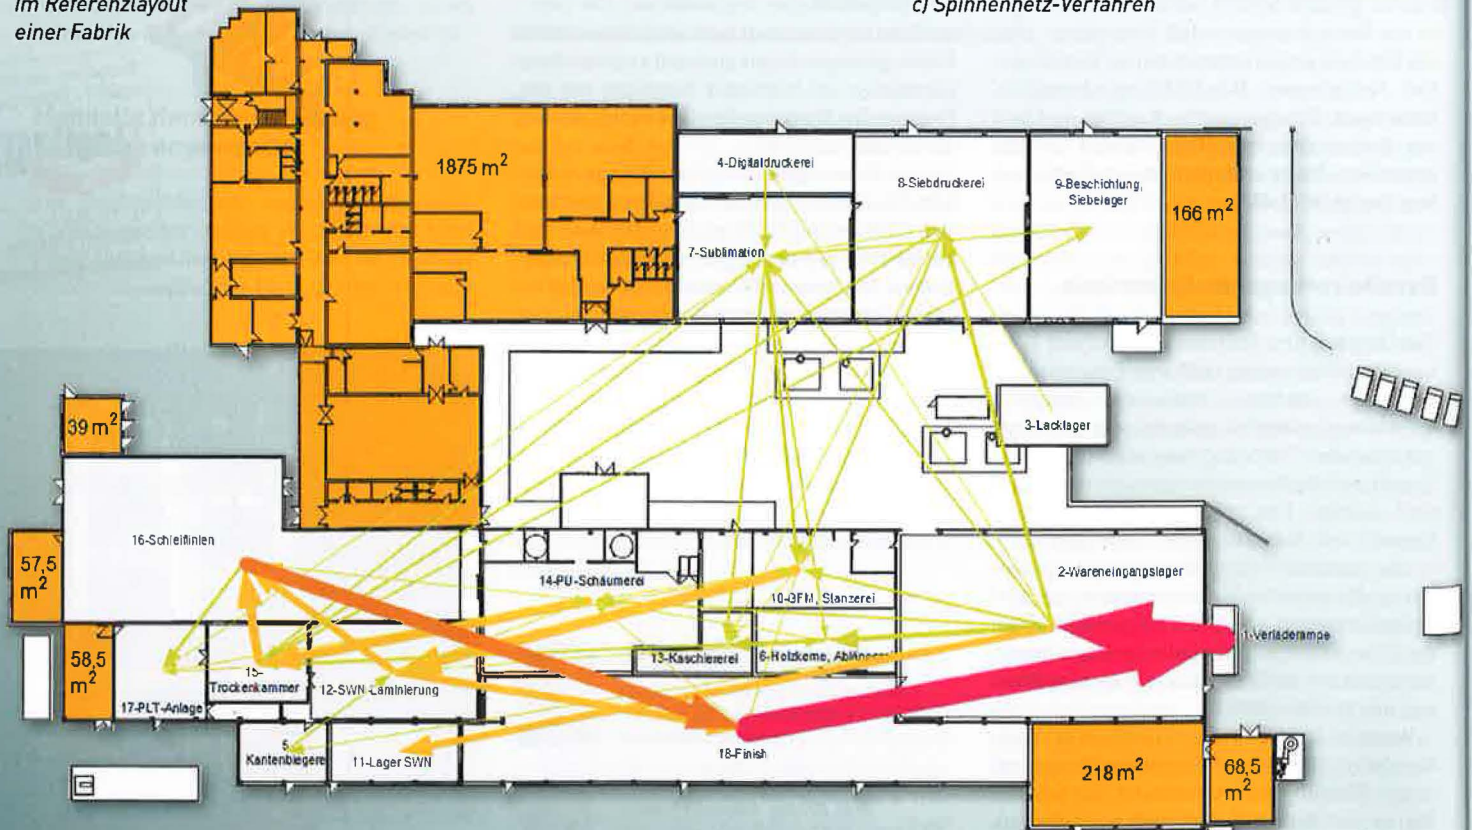 im Referenzlayout
einer Fabrik
c) Spinnennetz-Verfahren
1875 m²
4-Digitaldruckerei
8-Siebdruckerei
9-Beschichtung,
Siebelager
166 m²
7-Sublimation
39 m²
3-Lacklager
16-Schleiflinien
57,5
m²
14-PU-Schäumerei
2-Wareneingangslager
10-GFM, Stanzerei
1-Verladerampe
58,5
m²
15-
Trockenkammer
13-Kaschiererei
6-Holzkerne,
12-SWN-Laminierung
17-PLT-Anlage
5-
Kantenbiegerei
11-Lager SWN
18-Finish
218 m²
68,5
m²